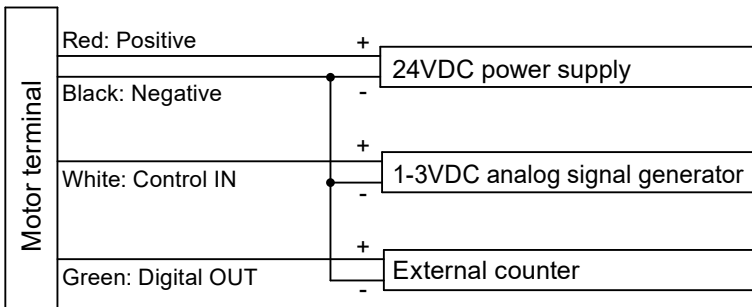 Motor terminal
Red: Positive
+
24VDC power supply
Black: Negative
-
+
White: Control IN
1-3VDC analog signal generator
-
+
Green: Digital OUT
External counter
-